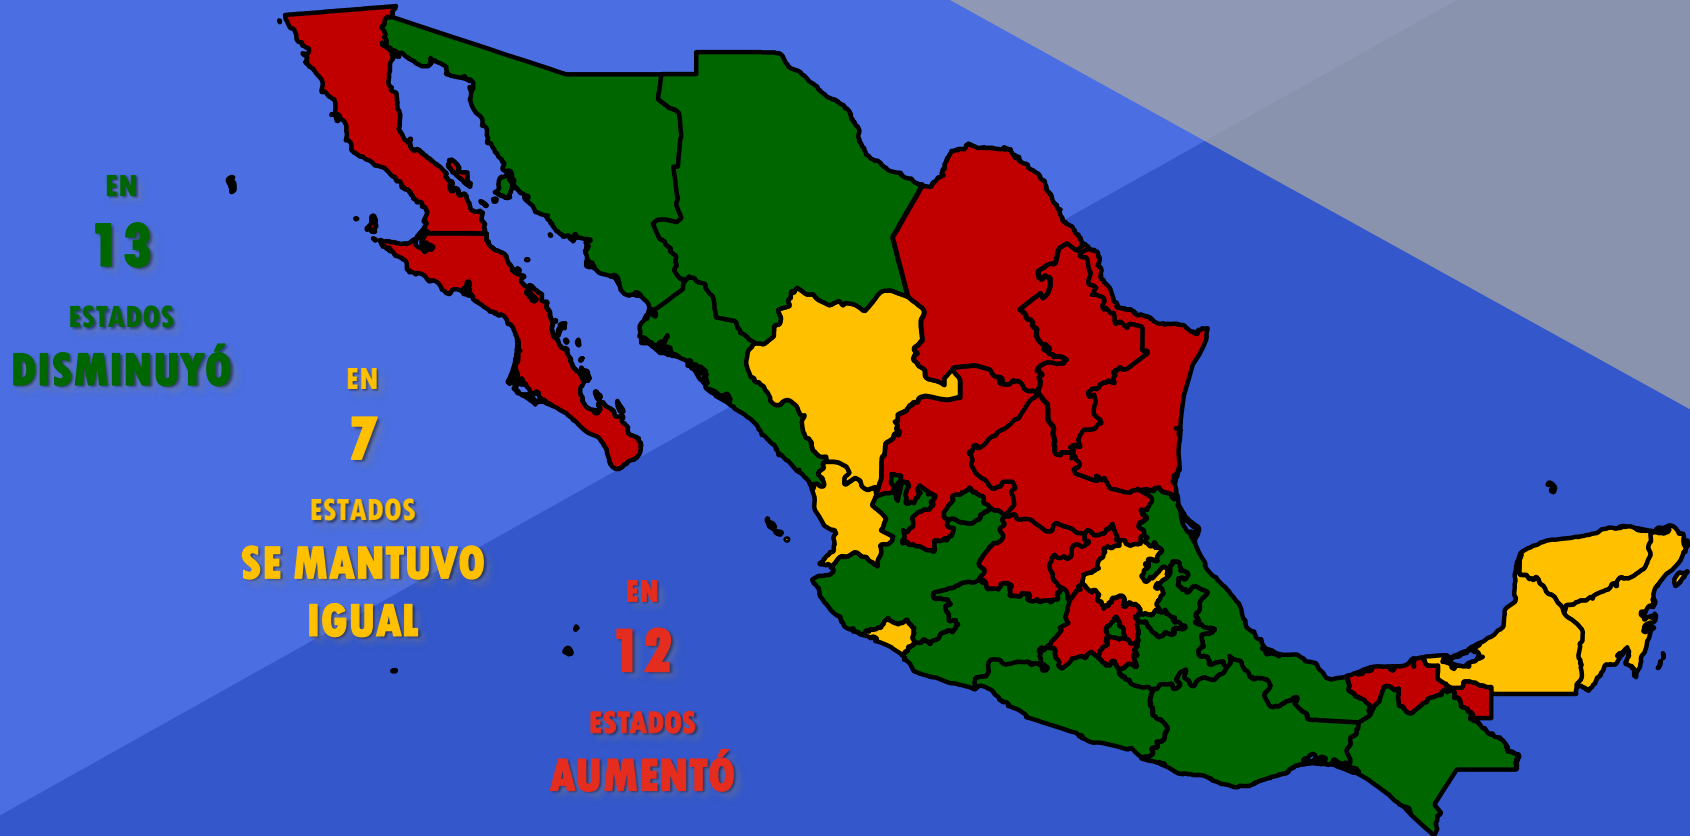 EN
13
ESTADOS
DISMINUYÓ
EN
7
ESTADOS
SE MANTUVO
IGUAL
EN
12
ESTADOS
AUMENTÓ